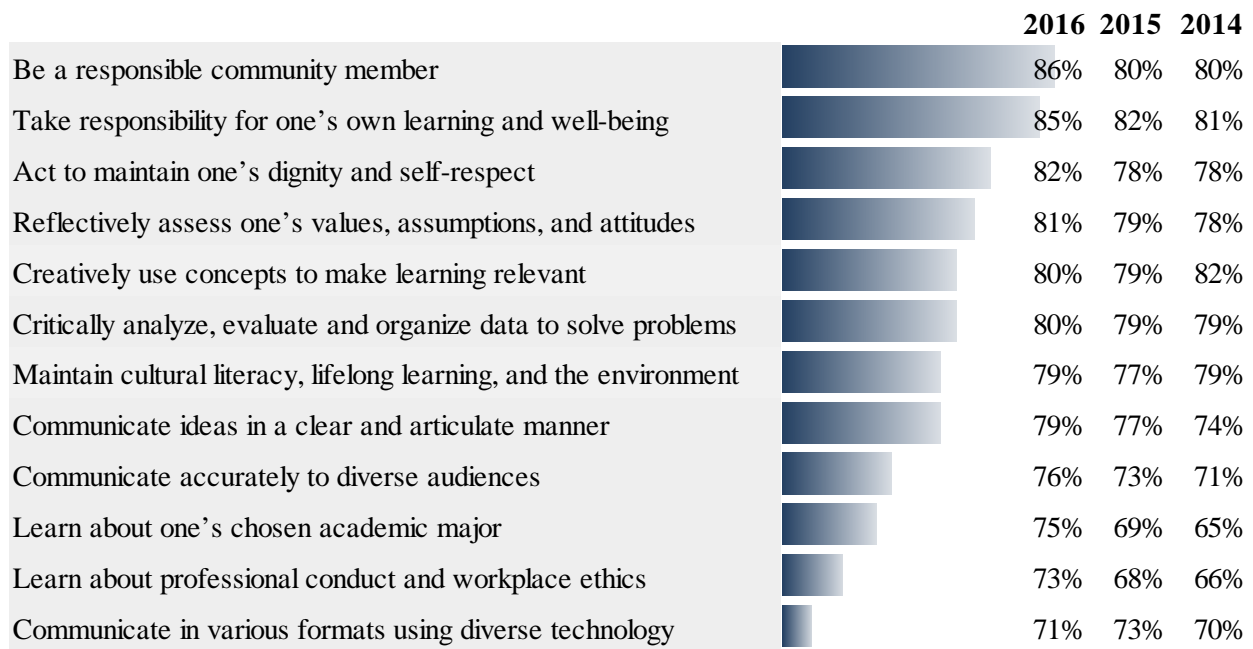 2016 2015 2014
Be a responsible community member 86% 80% 80%
Take responsibility for one’s own learning and well-being 85% 82% 81%
Act to maintain one’s dignity and self-respect 82% 78% 78%
Reflectively assess one’s values, assumptions, and attitudes 81% 79% 78%
Creatively use concepts to make learning relevant 80% 79% 82%
Critically analyze, evaluate and organize data to solve problems 80% 79% 79%
Maintain cultural literacy, lifelong learning, and the environment 79% 77% 79%
Communicate ideas in a clear and articulate manner 79% 77% 74%
Communicate accurately to diverse audiences 76% 73% 71%
Learn about one’s chosen academic major 75% 69% 65%
Learn about professional conduct and workplace ethics 73% 68% 66%
Communicate in various formats using diverse technology 71% 73% 70%